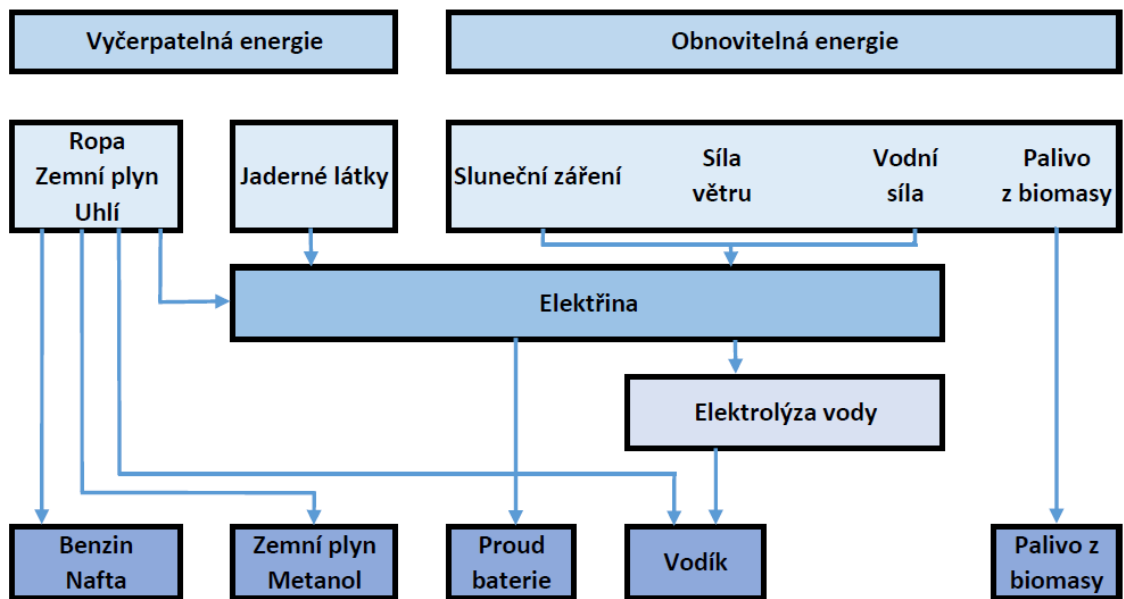 Vyčerpatelná energie
Obnovitelná energie
Ropa
Zemní plyn
Uhlí
Jaderné látky
Sluneční záření
Síla
větru
Vodní
síla
Palivo
z biomasy
Elektřina
Elektrolýza vody
Benzin
Nafta
Zemní plyn
Metanol
Proud
baterie
Vodík
Palivo z
biomasy